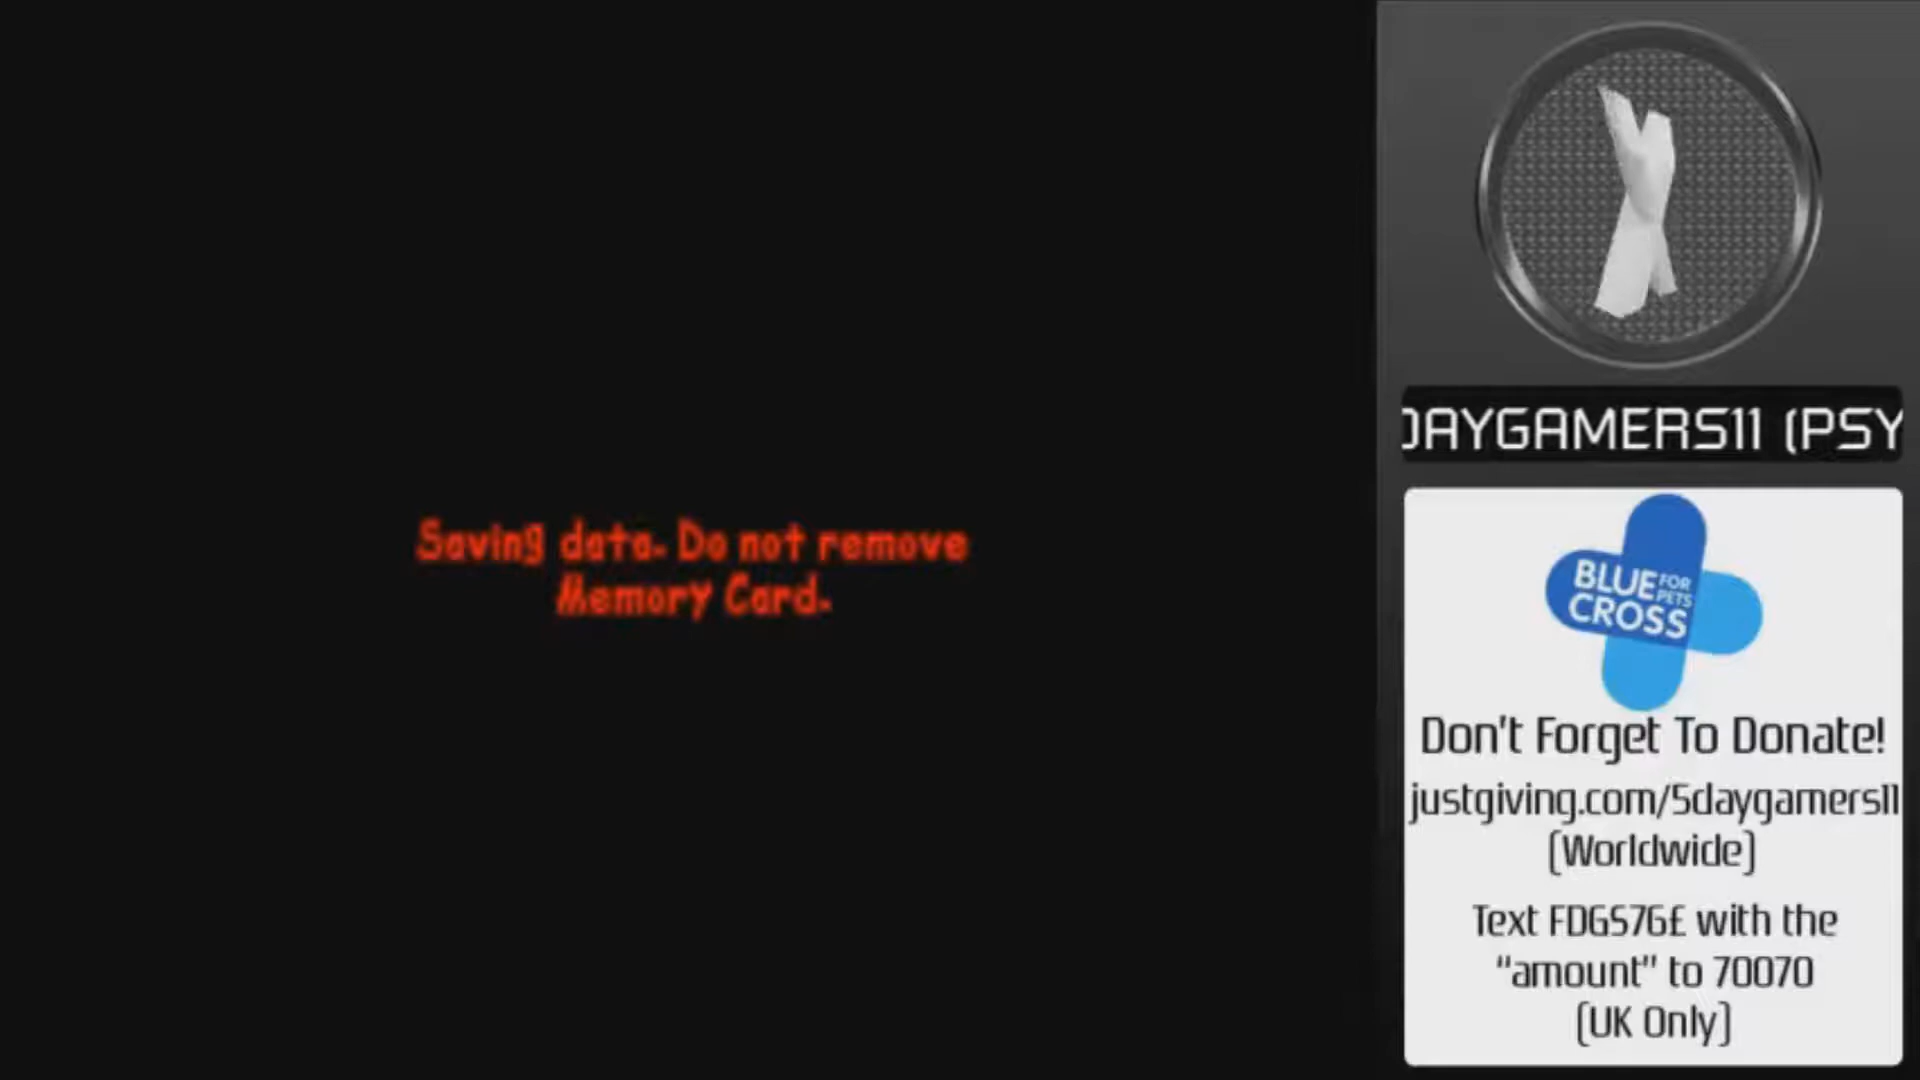 Saving data. Do not remove
Memory Card.
DAYGAMERS11 (PSY
BLUE FOR PETS
CROSS
Don't Forget To Donate!
justgiving.com/5daygamers11
(Worldwide)
Text FDGS76£ with the
"amount" to 70070
(UK Only)